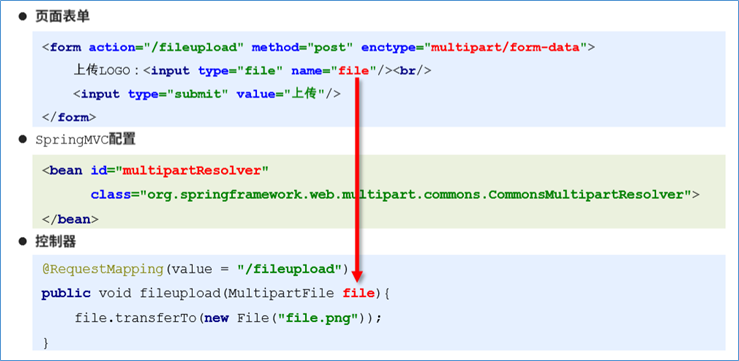 ● 页面表单
<form action="/fileupload" method="post" enctype="multipart/form-data">
上传LOGO：<input type="file" name="file"/><br/>
<input type="submit" value="上传"/>
</form>
● SpringMVC配置
<bean id="multipartResolver"
class="org.springframework.web.multipart.commons.CommonsMultipartResolver">
</bean>
● 控制器
@RequestMapping(value = "/fileupload")
public void fileupload(MultipartFile file){
file.transferTo(new File("file.png"));
}